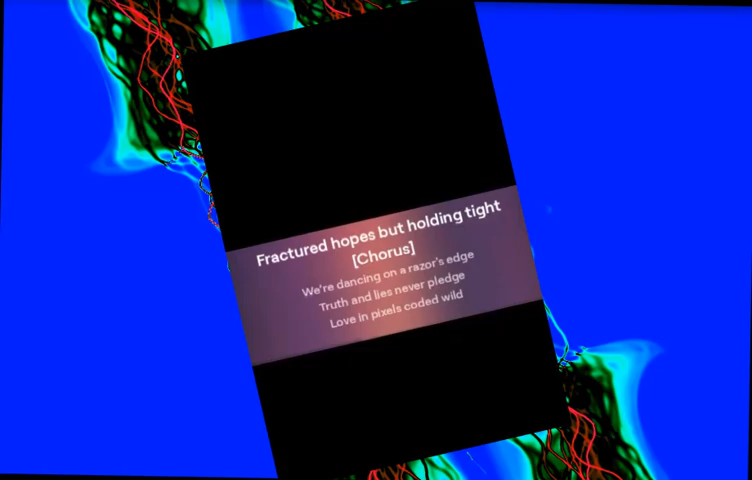 Fractured hopes but holding tight
[Chorus]
We're dancing on a razor's edge
Truth and lies never pledge
Love in pixels coded wild